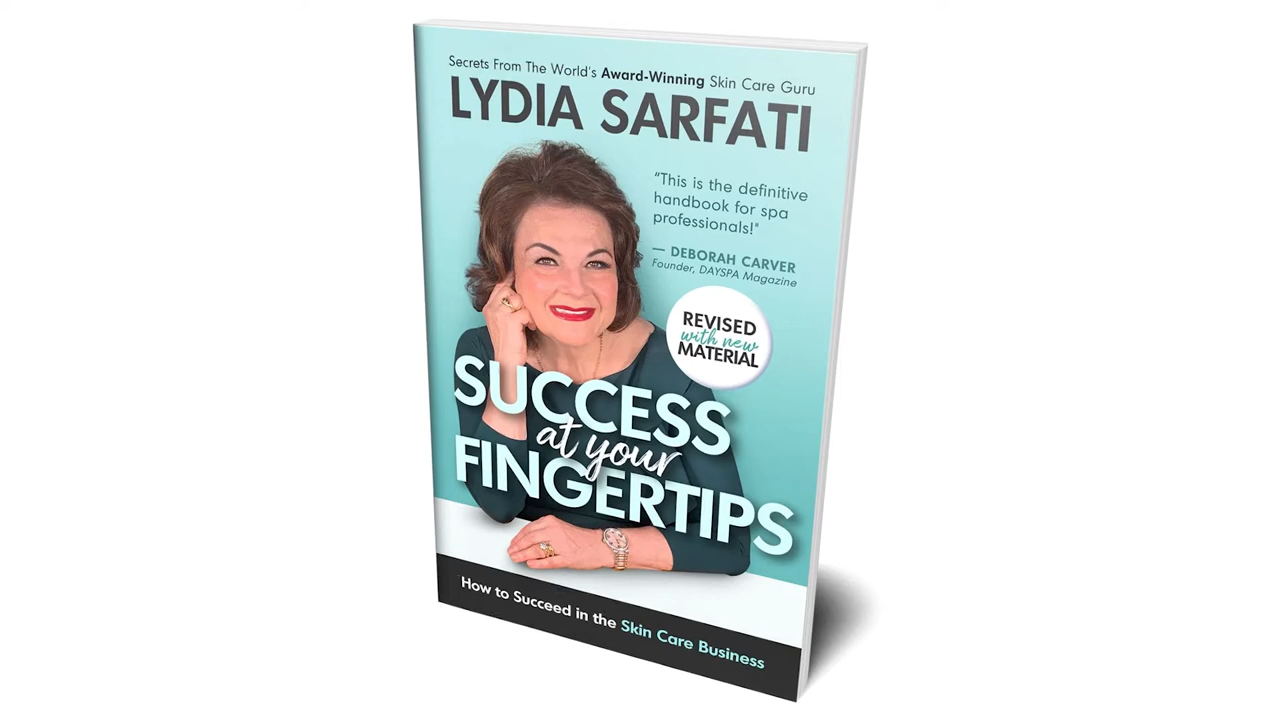 Secrets From The World's Award-Winning Skin Care Guru
LYDIA SARFATI
"This is the definitive
handbook for spa
professionals!"
— DEBORAH CARVER
Founder, DAYSPA Magazine
REVISED
with new
MATERIAL
SUCCESS
at your
FINGERTIPS
How to Succeed in the Skin Care Business